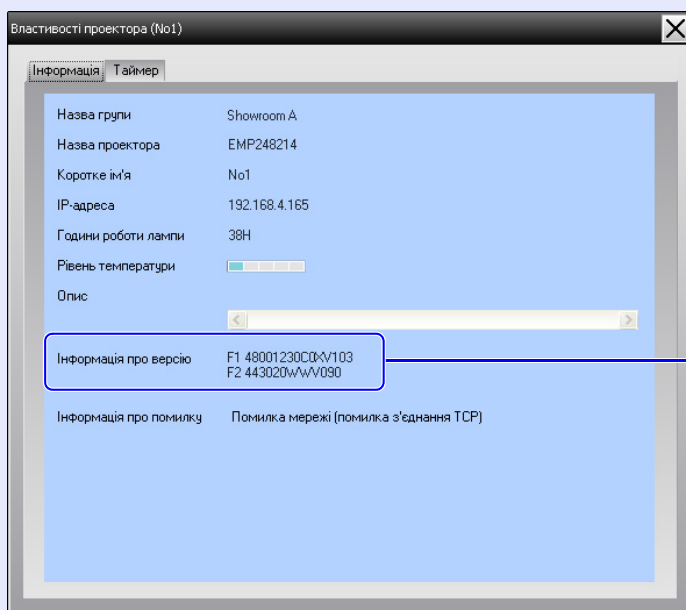 Властивості проектора (No1)
Інформація Таймер
Назва групи Showroom A
Назва проектора EMP248214
Коротке ім'я No1
IP-адреса 192.168.4.165
Години роботи лампи 38H
Рівень температури
Опис
Інформація про версію F1 48001230C0XV103
F2 443020WWV090
Інформація про помилку Помилка мережі (помилка з'єднання TCP)